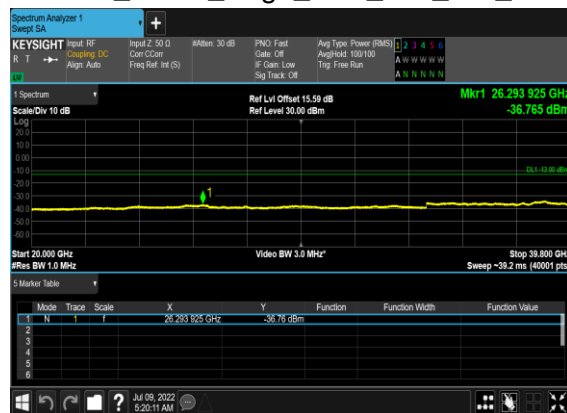 Spectrum Analyzer 1
Swept SA
+
KEYSIGHT
R T
Input: RF
Coupling: DC
Align: Auto
Input Z: 50 Ω
Corr CCorr
Freq Ref: Int (S)
#Atten: 30 dB
PNO: Fast
Gate: Off
IF Gain: Low
Sig Track: Off
Avg Type: Power (RMS)
Avg|Hold: 100/100
Trig: Free Run
1 2 3 4 5 6
A W W W W W
A N N N N N
1 Spectrum
Scale/Div 10 dB
Ref Lvl Offset 15.59 dB
Ref Level 30.00 dBm
Mkr1 26.293 925 GHz
-36.765 dBm
Log
20.0
10.0
0.00
-10.0
-20.0
-30.0
-40.0
-50.0
-60.0
DL1 -13.00 dBm
1
Start 20.000 GHz
#Res BW 1.0 MHz
Video BW 3.0 MHz*
Stop 39.800 GHz
Sweep ~39.2 ms (40001 pts)
5 Marker Table
Mode Trace Scale X Y Function Function Width Function Value
1 N 1 f 26.293 925 GHz -36.76 dBm
2
3
4
5
6
?
Jul 09, 2022
5:20:11 AM